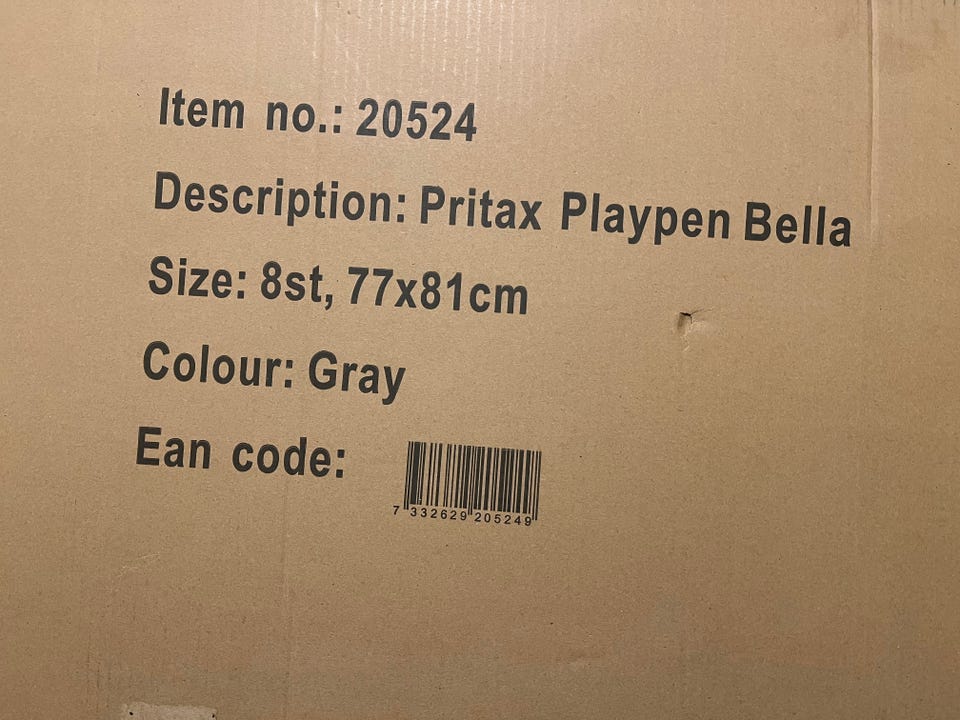 Item no.: 20524
Description: Pritax Playpen Bella
Size: 8st, 77x81cm
Colour: Gray
Ean code:
7 332629 205249